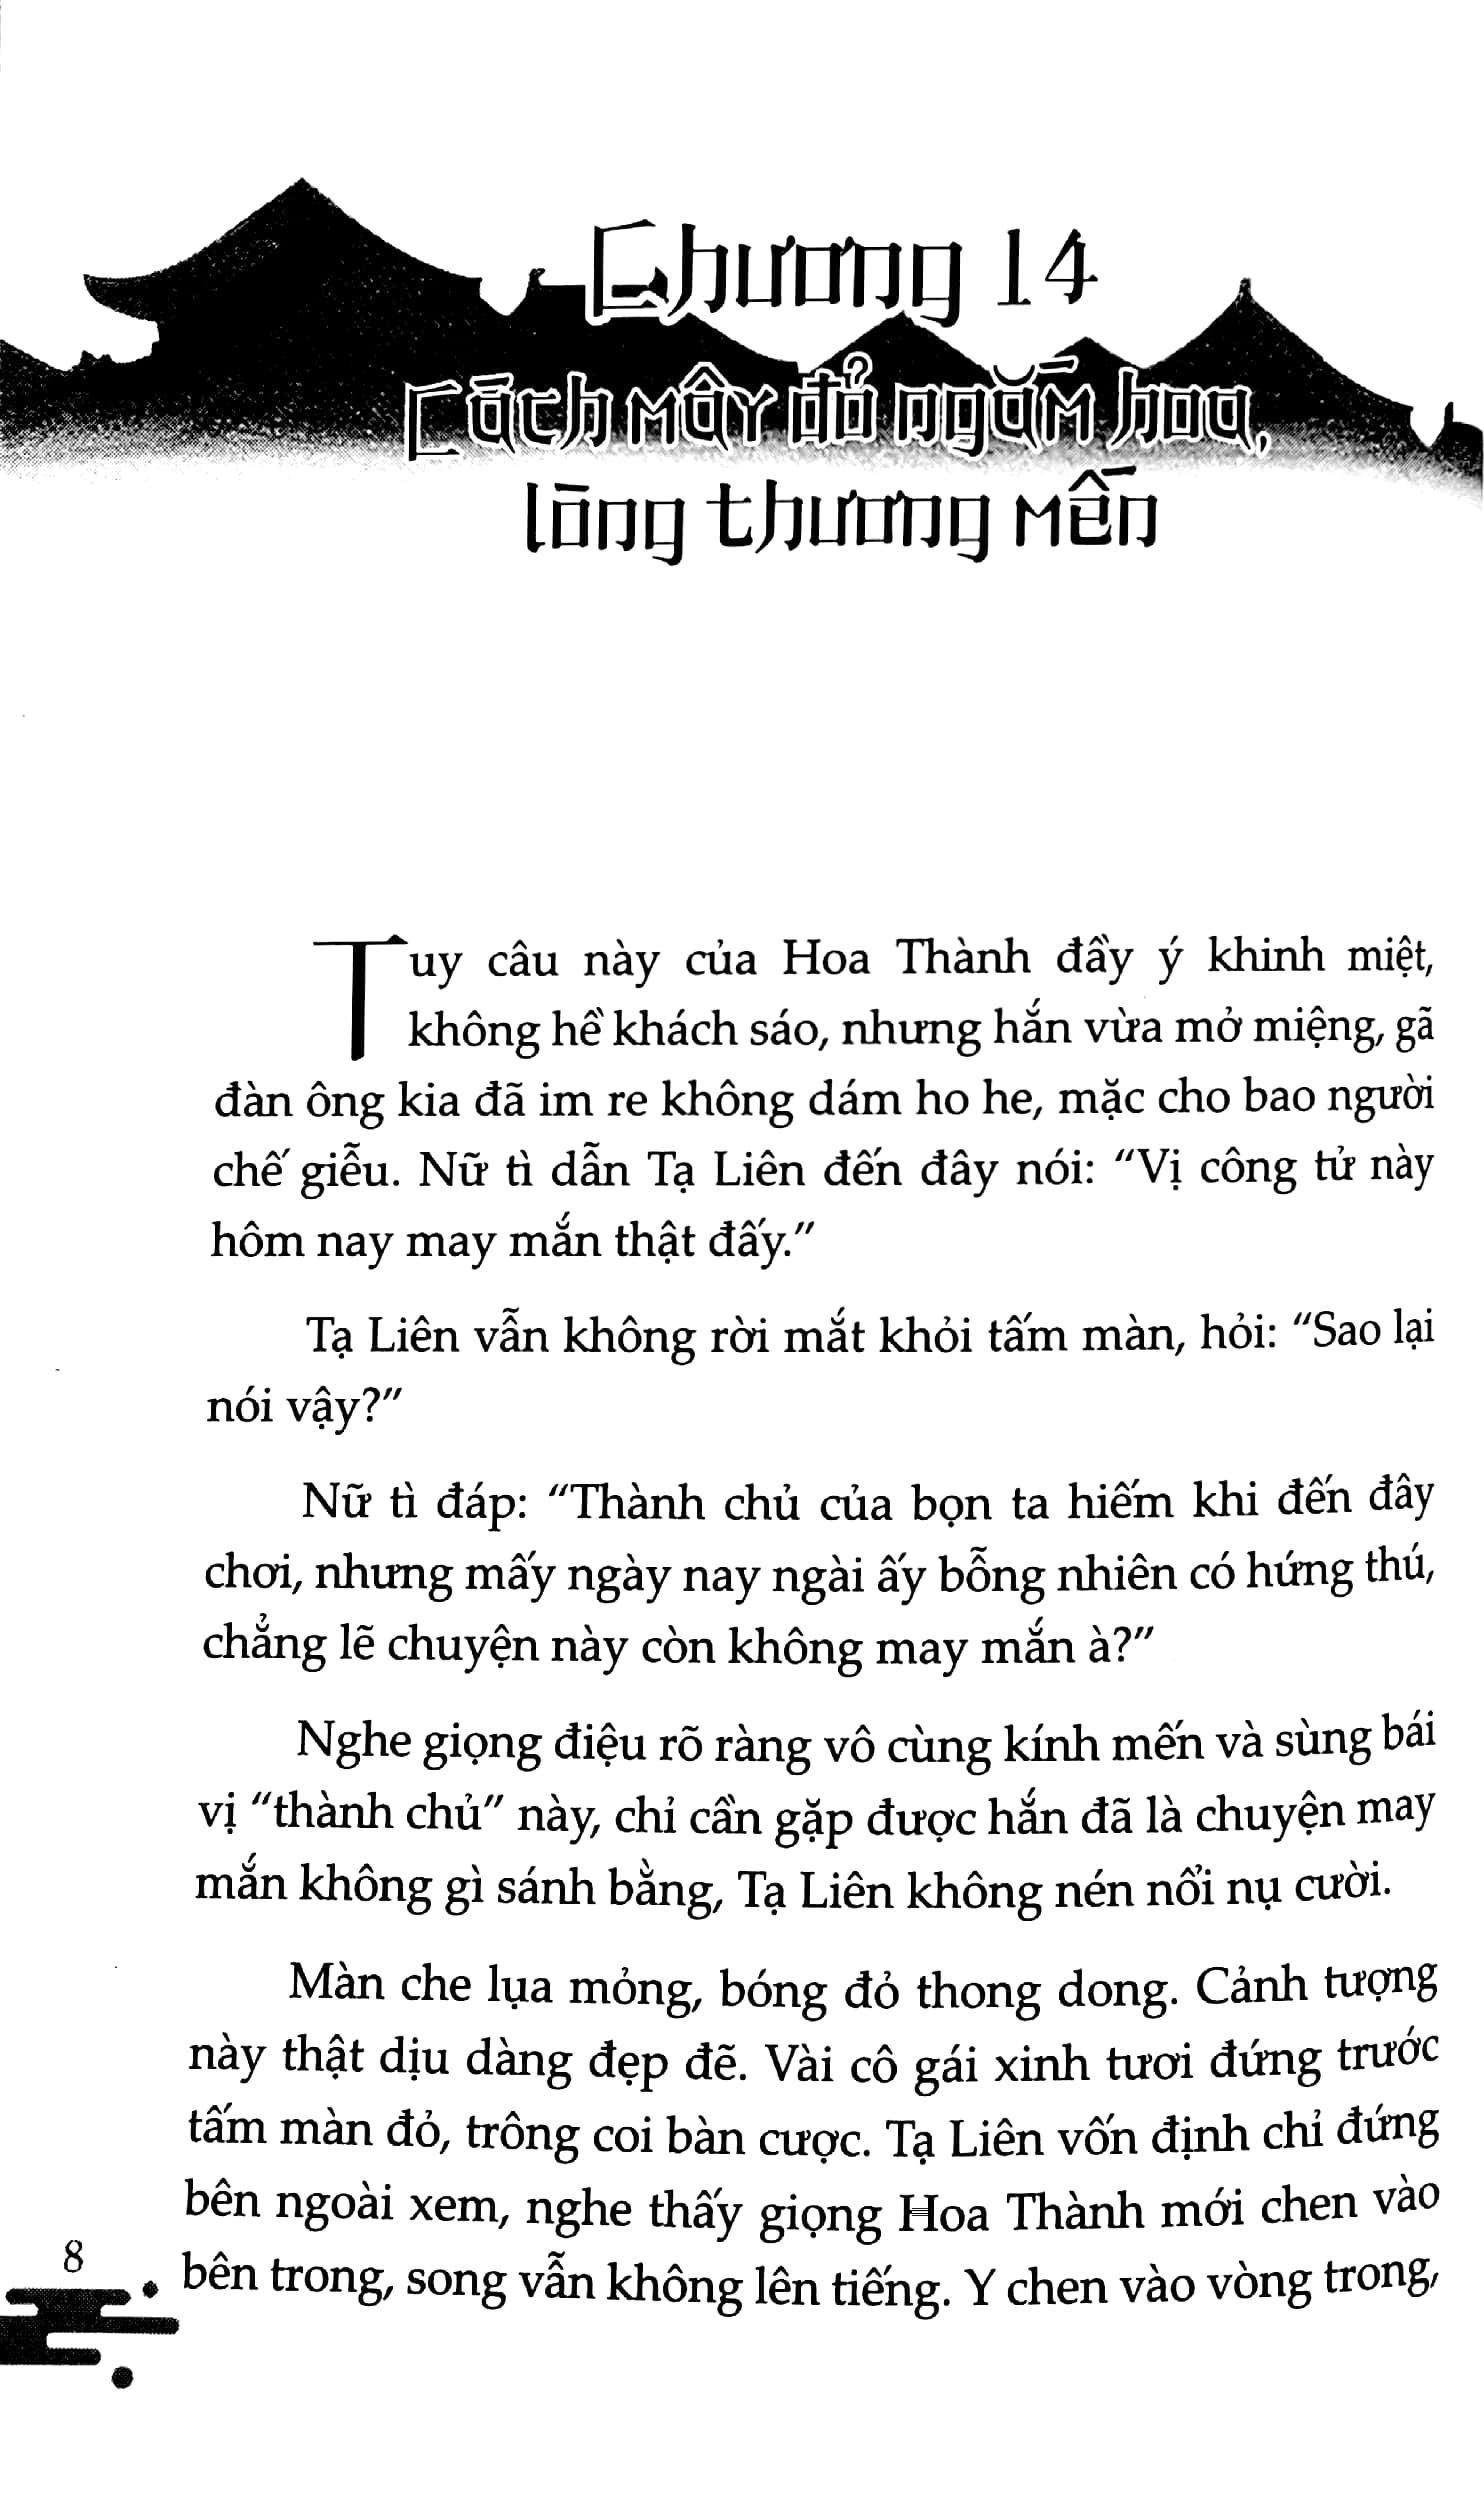 Chương 14
Cách mây đỏ ngắm hoa,
lòng thương mến
Tuy câu này của Hoa Thành đầy ý khinh miệt,
không hề khách sáo, nhưng hắn vừa mở miệng, gã
đàn ông kia đã im re không dám ho he, mặc cho bao người
chế giễu. Nữ tì dẫn Tạ Liên đến đây nói: “Vị công tử này
hôm nay may mắn thật đấy.”
Tạ Liên vẫn không rời mắt khỏi tấm màn, hỏi: “Sao lại
nói vậy?”
Nữ tì đáp: “Thành chủ của bọn ta hiếm khi đến đây
chơi, nhưng mấy ngày nay ngài ấy bỗng nhiên có hứng thú,
chẳng lẽ chuyện này còn không may mắn à?”
Nghe giọng điệu rõ ràng vô cùng kính mến và sùng bái
vị “thành chủ” này, chỉ cần gặp được hắn đã là chuyện may
mắn không gì sánh bằng, Tạ Liên không nén nổi nụ cười.
Màn che lụa mỏng, bóng đỏ thong dong. Cảnh tượng
này thật dịu dàng đẹp đẽ. Vài cô gái xinh tươi đứng trước
tấm màn đỏ, trông coi bàn cược. Tạ Liên vốn định chỉ đứng
bên ngoài xem, nghe thấy giọng Hoa Thành mới chen vào
bên trong, song vẫn không lên tiếng. Y chen vào vòng trong,
8